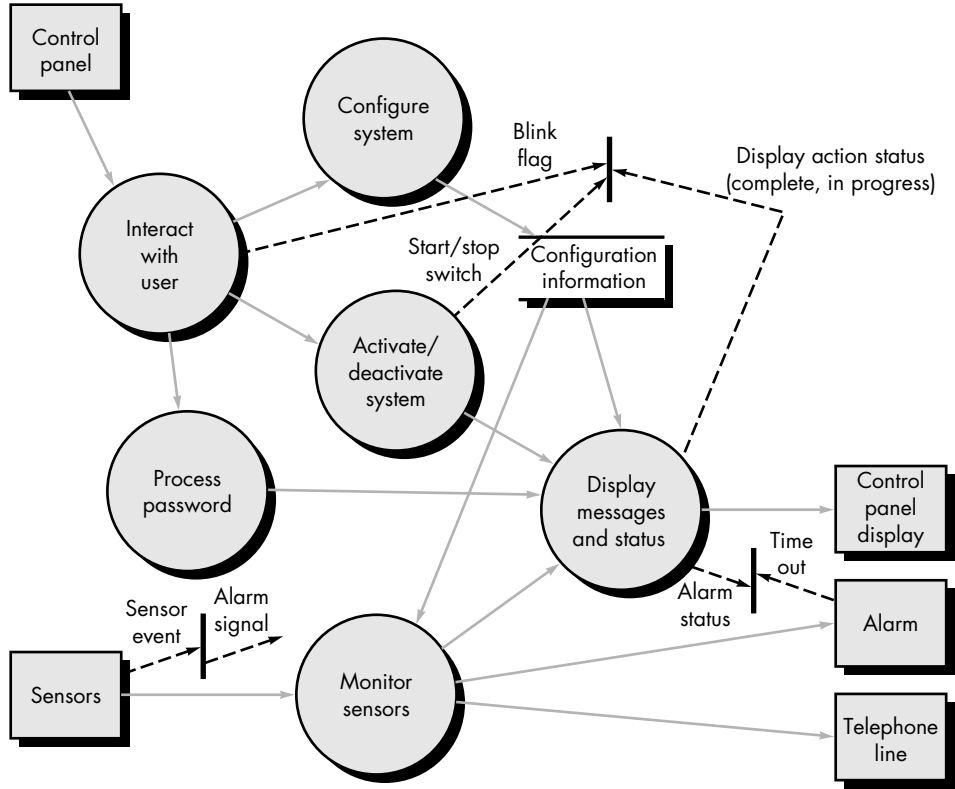 Control
panel
Configure
system
Blink
flag
Display action status
(complete, in progress)
Interact
with
user
Start/stop
switch
Configuration
information
Activate/
deactivate
system
Process
password
Display
messages
and status
Control
panel
display
Time
out
Alarm
status
Sensor
event
Alarm
signal
Alarm
Sensors
Monitor
sensors
Telephone
line